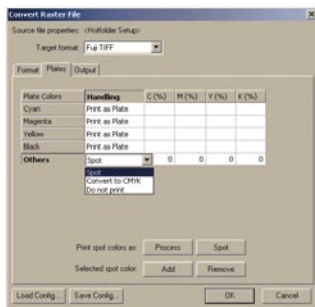 Convert Raster File
Source file properties: <Hotfolder Setup>
Target format: Fuji TIFF
Format Plates Output
Plate Colors Handling C (%) M (%) Y (%) K (%)
Cyan Print as Plate
Magenta Print as Plate
Yellow Print as Plate
Black Print as Plate
Others Spot 0 0 0 0
Spot
Convert to CMYK
Do not print
Print spot colors as: Process Spot
Selected spot color: Add Remove
Load Config... Save Config... OK Cancel